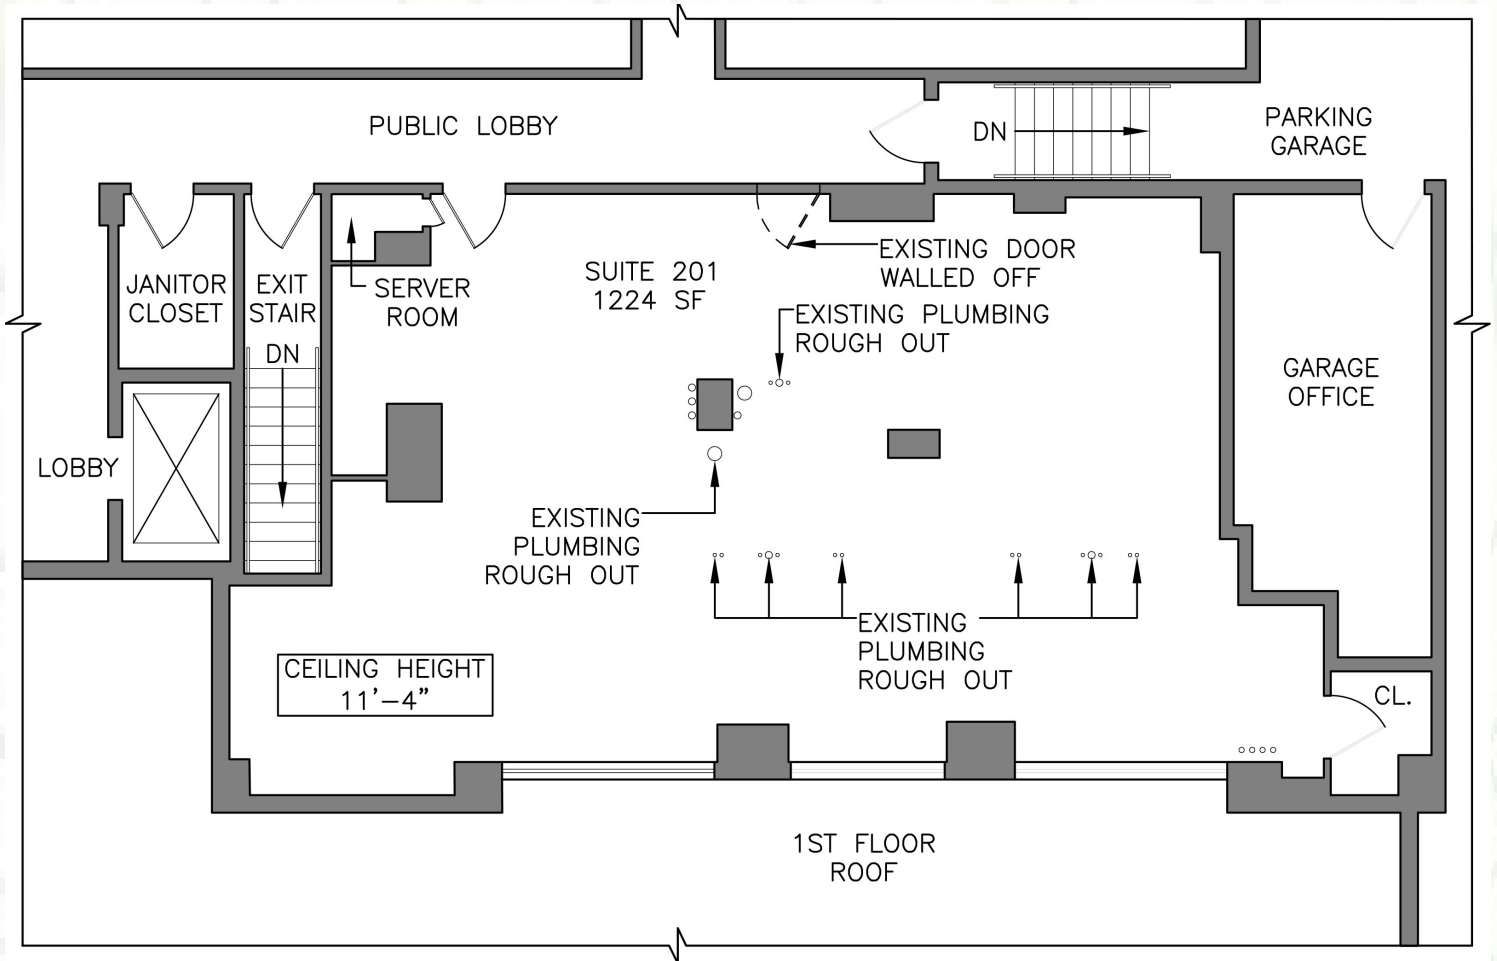 PUBLIC LOBBY
DN
PARKING
GARAGE
JANITOR
CLOSET
EXIT
STAIR
DN
SERVER
ROOM
SUITE 201
1224 SF
EXISTING DOOR
WALLED OFF
EXISTING PLUMBING
ROUGH OUT
GARAGE
OFFICE
LOBBY
EXISTING
PLUMBING
ROUGH OUT
EXISTING
PLUMBING
ROUGH OUT
CEILING HEIGHT
11'-4"
CL.
1ST FLOOR
ROOF